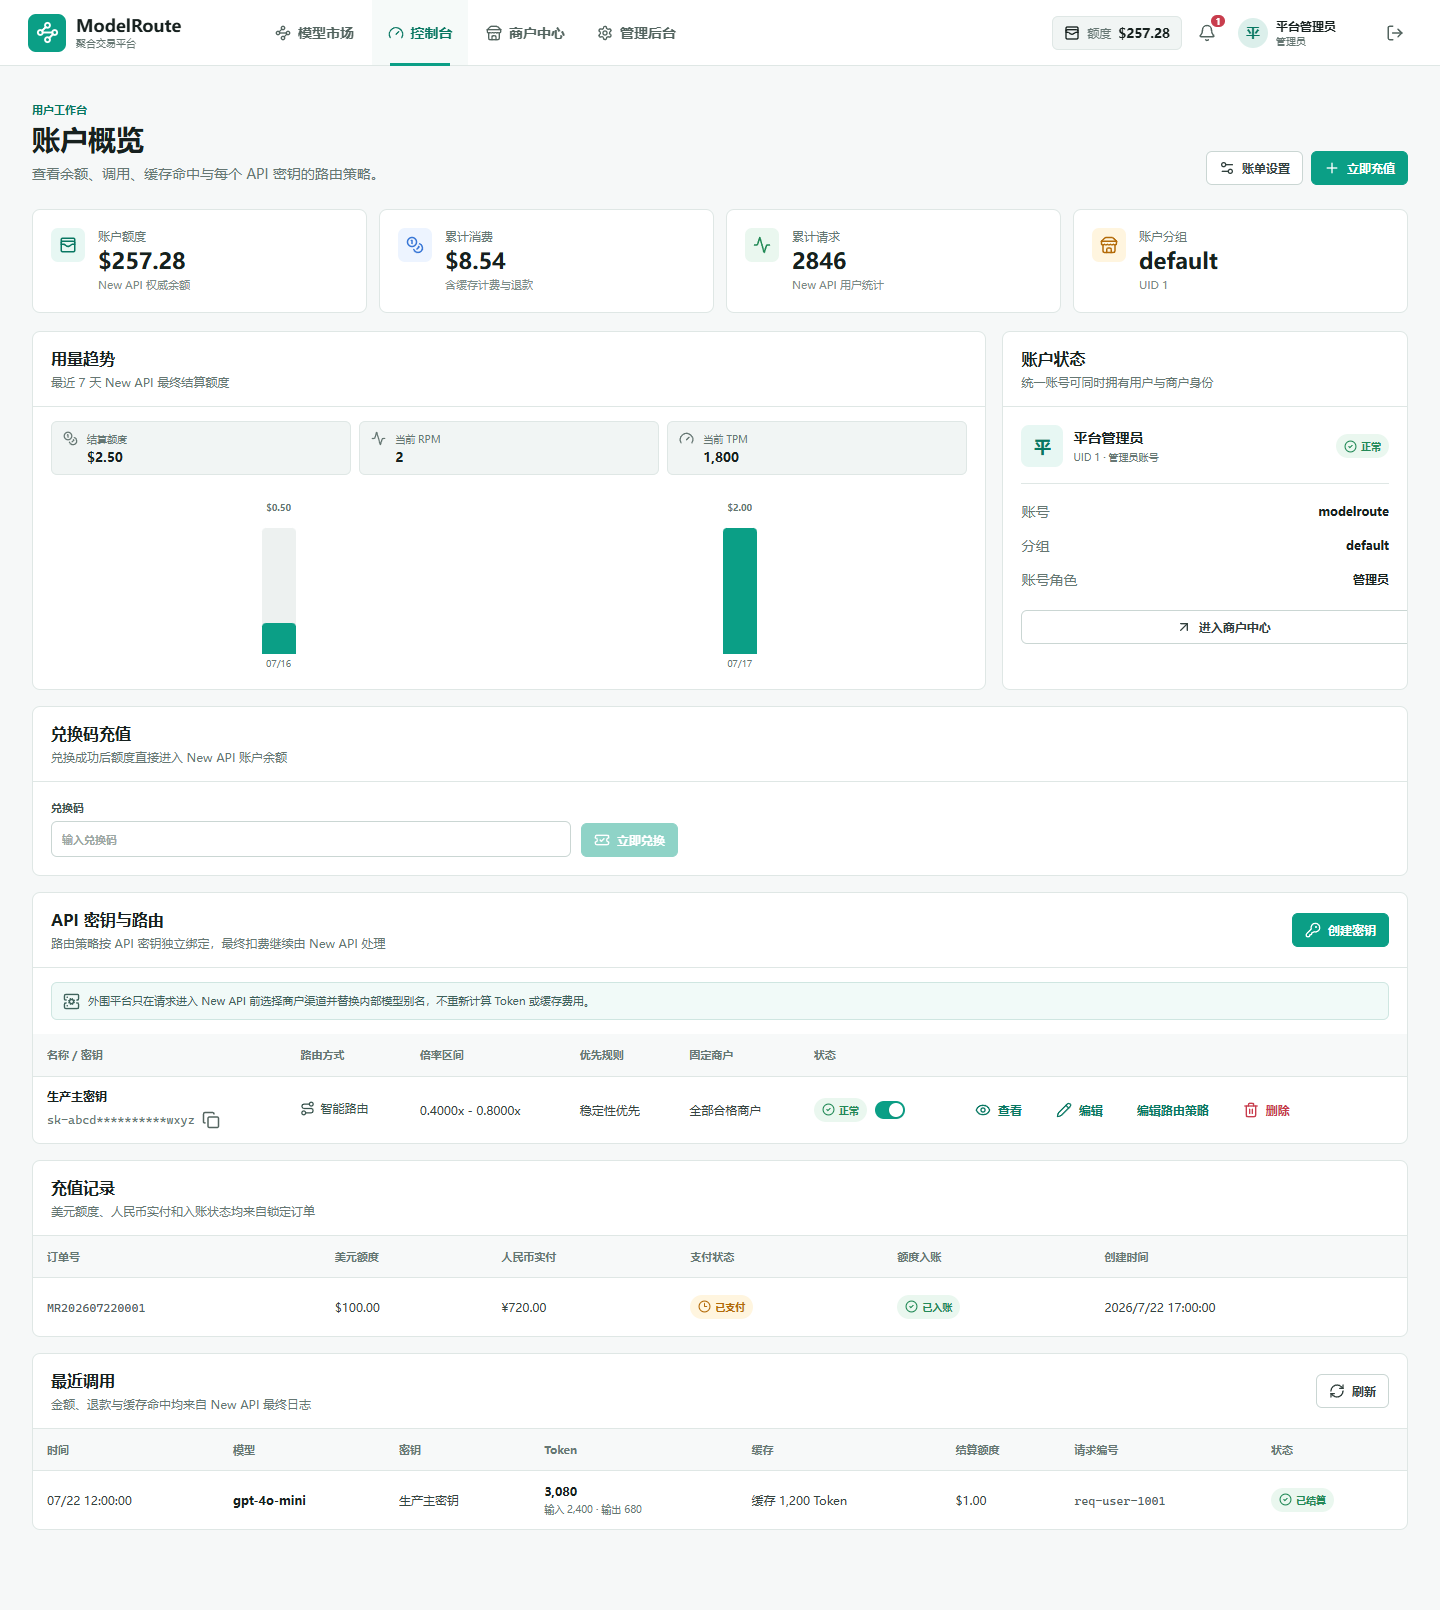 ModelRoute
聚合交易平台
模型市场
控制台
商户中心
管理后台
额度 $257.28
1
平
平台管理员
管理员
用户工作台
账户概览
查看余额、调用、缓存命中与每个 API 密钥的路由策略。
账单设置
立即充值
账户额度
$257.28
New API 权威余额
累计消费
$8.54
含缓存计费与退款
累计请求
2846
New API 用户统计
账户分组
default
UID 1
用量趋势
最近 7 天 New API 最终结算额度
结算额度
$2.50
当前 RPM
2
当前 TPM
1,800
$0.50
$2.00
07/16
07/17
账户状态
统一账号可同时拥有用户与商户身份
平
平台管理员
UID 1 · 管理员账号
正常
账号 modelroute
分组 default
账号角色 管理员
进入商户中心
兑换码充值
兑换成功后额度直接进入 New API 账户余额
兑换码
输入兑换码
立即兑换
API 密钥与路由
路由策略按 API 密钥独立绑定，最终扣费继续由 New API 处理
创建密钥
外围平台只在请求进入 New API 前选择商户渠道并替换内部模型别名，不重新计算 Token 或缓存费用。
名称 / 密钥 路由方式 倍率区间 优先规则 固定商户 状态
生产主密钥
sk-abcd**********wxyz
智能路由 0.4000x - 0.8000x 稳定性优先 全部合格商户 正常 查看 编辑 编辑路由策略 删除
充值记录
美元额度、人民币实付和入账状态均来自锁定订单
订单号 美元额度 人民币实付 支付状态 额度入账 创建时间
MR202607220001 $100.00 ¥720.00 已支付 已入账 2026/7/22 17:00:00
最近调用
金额、退款与缓存命中均来自 New API 最终日志
刷新
时间 模型 密钥 Token 缓存 结算额度 请求编号 状态
07/22 12:00:00 gpt-4o-mini 生产主密钥
3,080
输入 2,400 · 输出 680
缓存 1,200 Token $1.00 req-user-1001 已结算